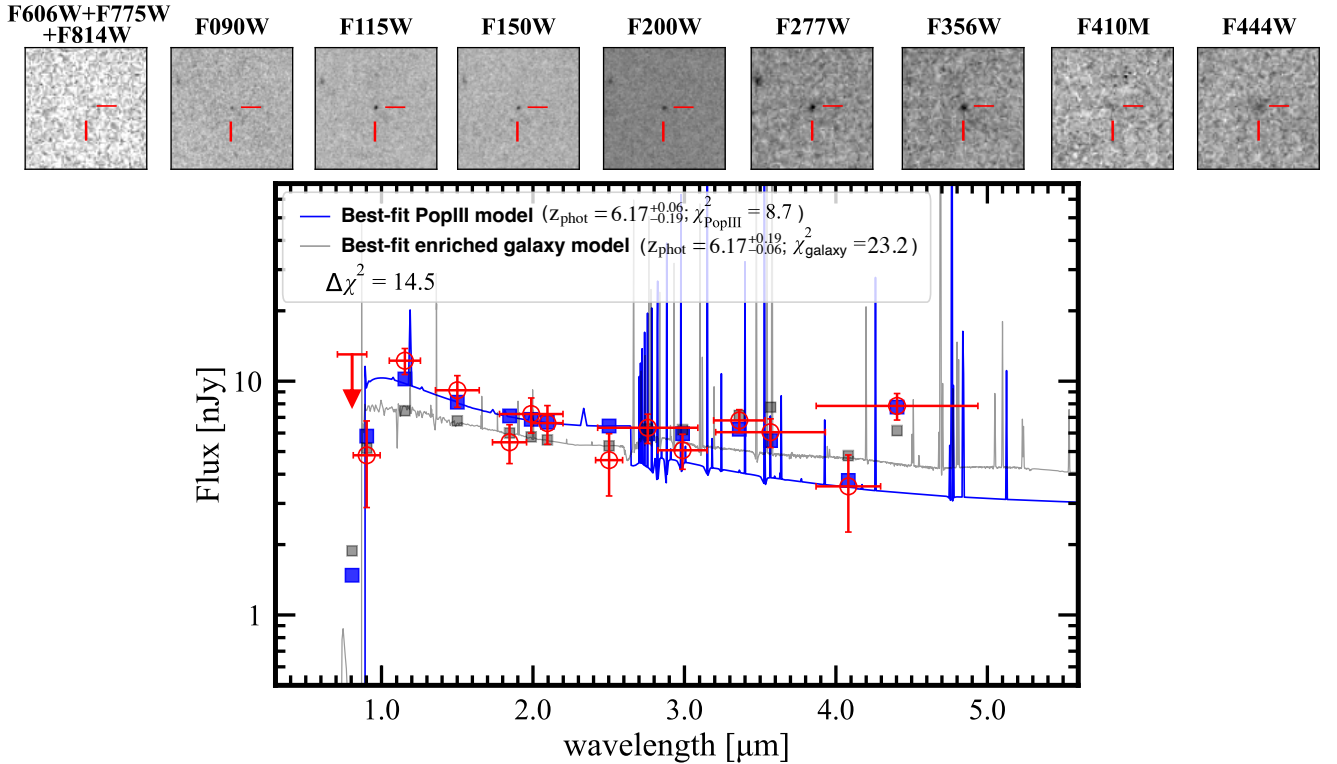 F606W+F775W
+F814W
F090W
F115W
F150W
F200W
F277W
F356W
F410M
F444W
Best-fit PopIII model (z_phot = 6.17^{+0.06}_{−0.19}; χ²_PopIII = 8.7 )
Best-fit enriched galaxy model (z_phot = 6.17^{+0.19}_{−0.06}; χ²_galaxy =23.2)
Δχ² = 14.5
Flux [nJy]
10
1
1.0
2.0
3.0
4.0
5.0
wavelength [μm]